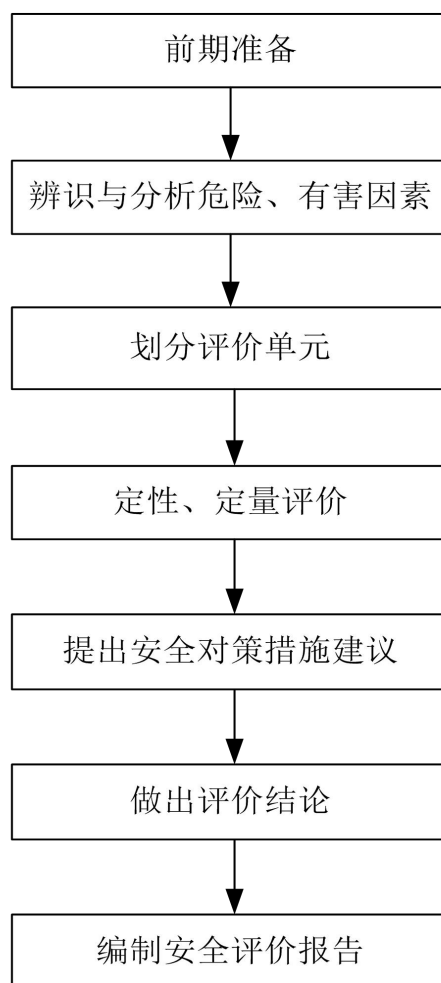 前期准备
辨识与分析危险、有害因素
划分评价单元
定性、定量评价
提出安全对策措施建议
做出评价结论
编制安全评价报告